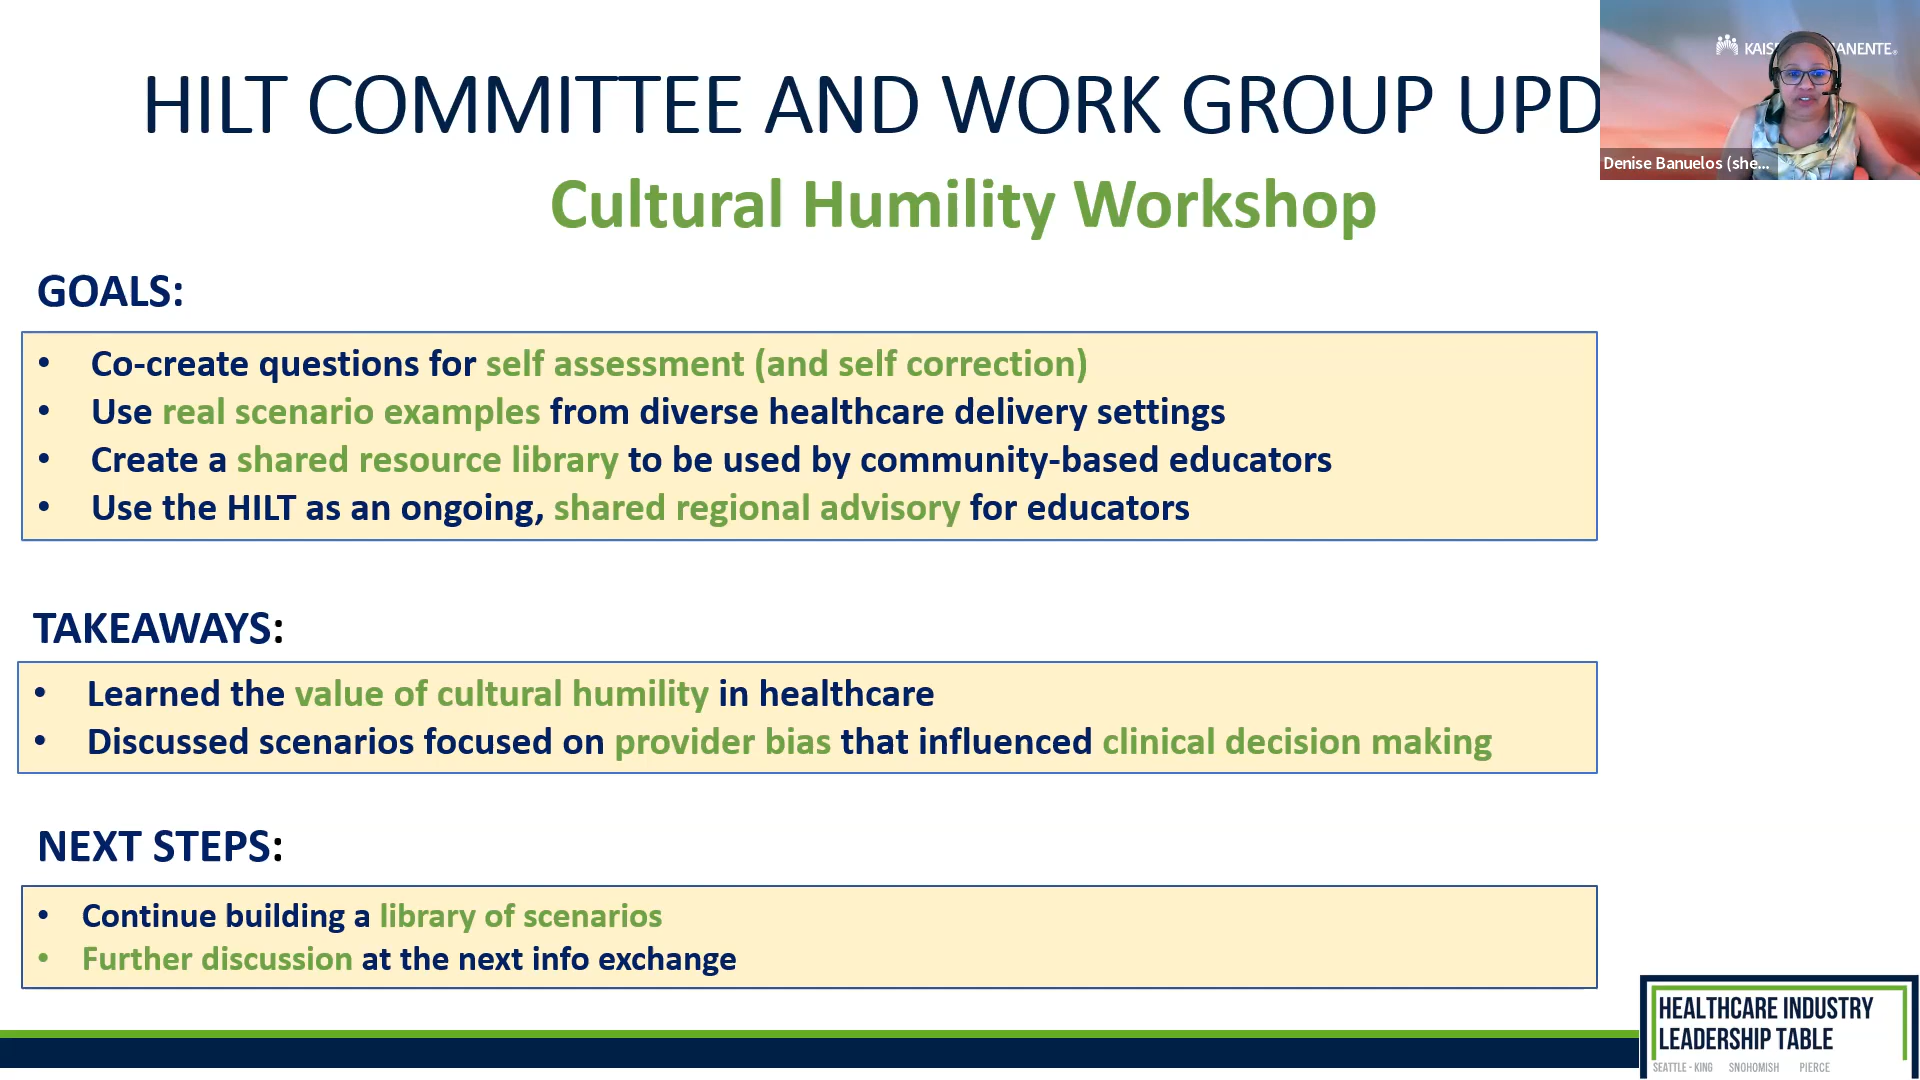 HILT COMMITTEE AND WORK GROUP UPD
KAIS ANENTE
Denise Banuelos (she...
Cultural Humility Workshop
GOALS:
• Co-create questions for self assessment (and self correction)
• Use real scenario examples from diverse healthcare delivery settings
• Create a shared resource library to be used by community-based educators
• Use the HILT as an ongoing, shared regional advisory for educators
TAKEAWAYS:
• Learned the value of cultural humility in healthcare
• Discussed scenarios focused on provider bias that influenced clinical decision making
NEXT STEPS:
• Continue building a library of scenarios
• Further discussion at the next info exchange
HEALTHCARE INDUSTRY
LEADERSHIP TABLE
SEATTLE - KING SNOHOMISH PIERCE